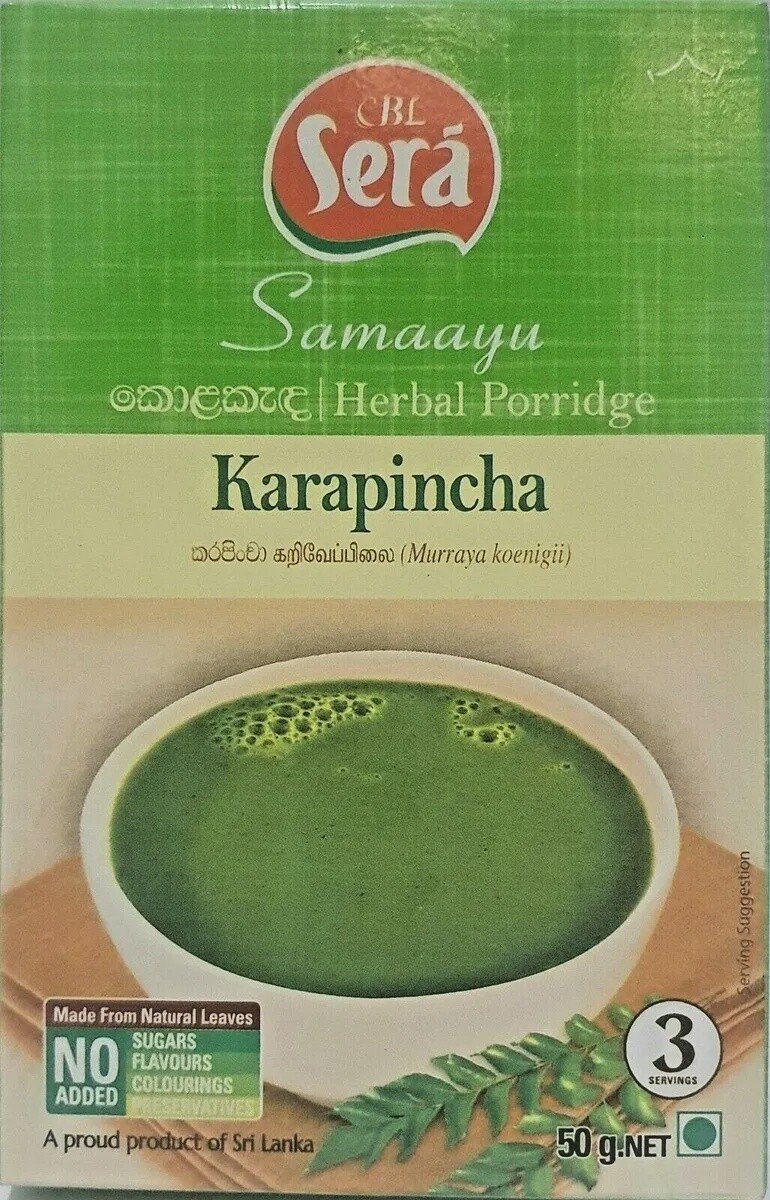 CBL
Será
Samaayu
කොළකැඳ | Herbal Porridge
Karapincha
කරපිංචා கறிவேப்பிலை (Murraya koenigii)
Serving Suggestion
Made From Natural Leaves
NO ADDED
SUGARS
FLAVOURS
COLOURINGS
PRESERVATIVES
3
SERVINGS
A proud product of Sri Lanka
50 g.NET